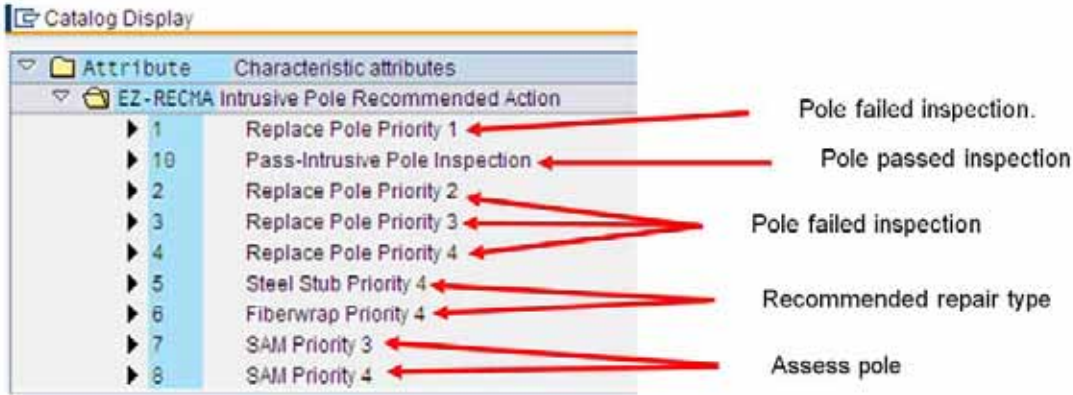 Catalog Display
Attribute Characteristic attributes
EZ-RECMA Intrusive Pole Recommended Action
1 Replace Pole Priority 1 Pole failed inspection.
10 Pass-Intrusive Pole Inspection Pole passed inspection
2 Replace Pole Priority 2
3 Replace Pole Priority 3 Pole failed inspection
4 Replace Pole Priority 4
5 Steel Stub Priority 4 Recommended repair type
6 Fiberwrap Priority 4
7 SAM Priority 3 Assess pole
8 SAM Priority 4